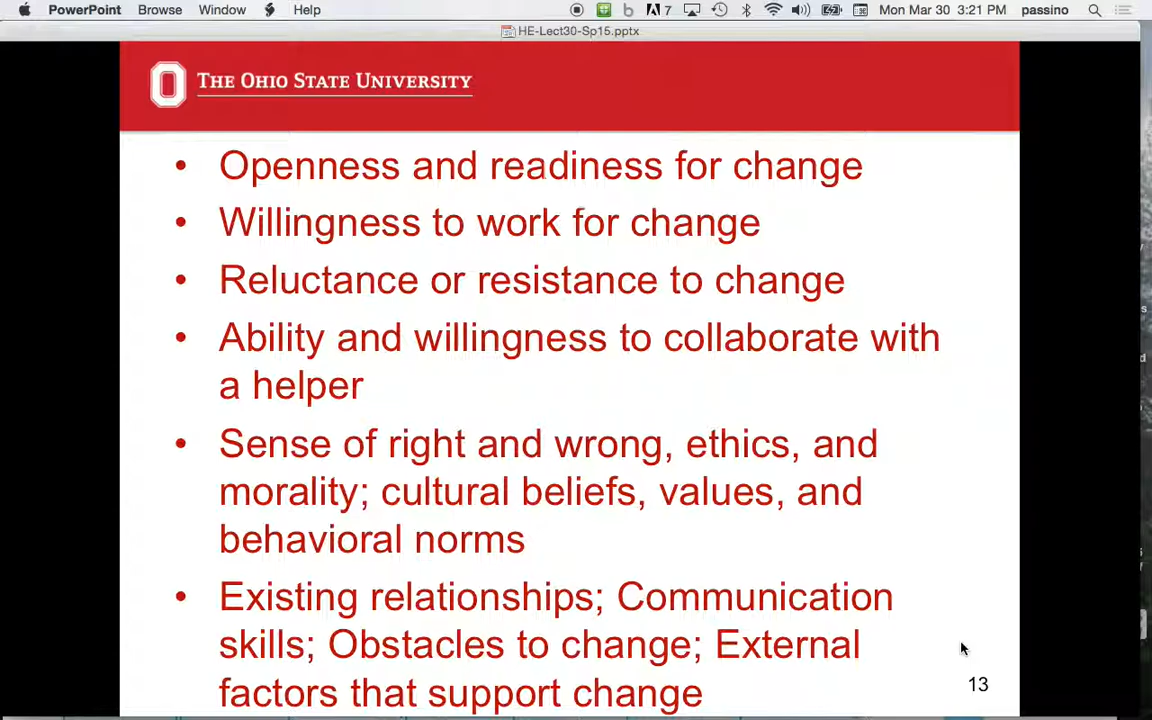 PowerPoint Browse Window Help 7 Mon Mar 30 3:21 PM passino
HE-Lect30-Sp15.pptx
THE OHIO STATE UNIVERSITY
• Openness and readiness for change
• Willingness to work for change
• Reluctance or resistance to change
• Ability and willingness to collaborate with
a helper
• Sense of right and wrong, ethics, and
morality; cultural beliefs, values, and
behavioral norms
• Existing relationships; Communication
skills; Obstacles to change; External
factors that support change
13